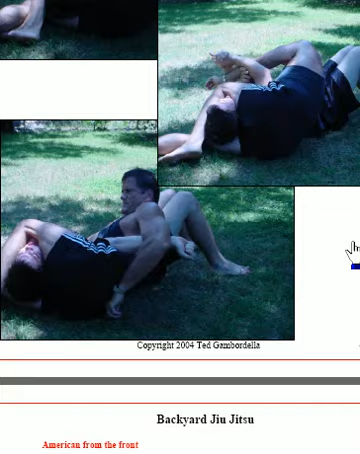 Copyright 2004 Ted Gambordella
Backyard Jiu Jitsu
American from the front